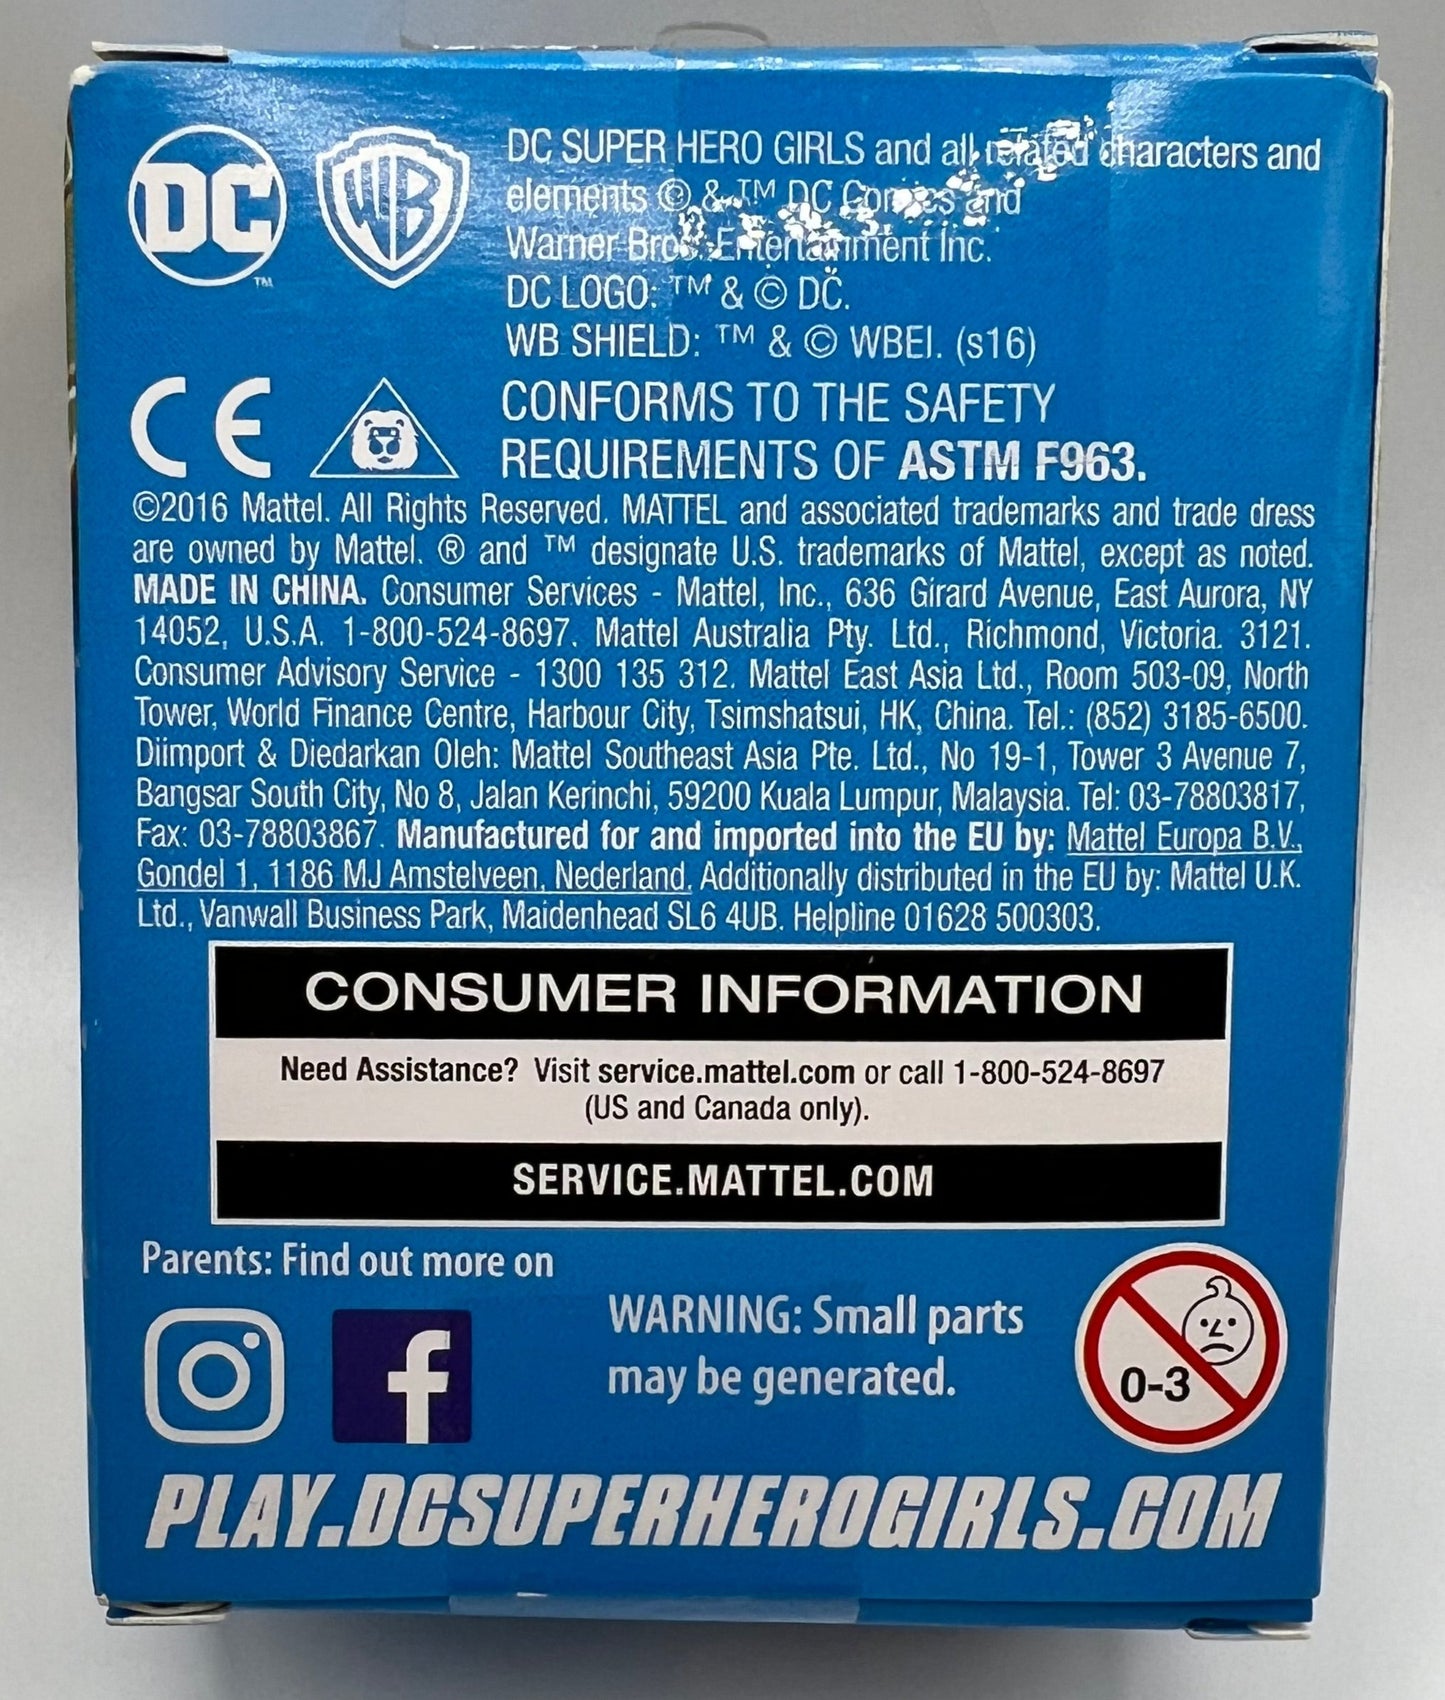 DC
TM
WB
DC SUPER HERO GIRLS and all related characters and
elements © & ™ DC Comics and
Warner Bros. Entertainment Inc.
DC LOGO: ™ & © DC.
WB SHIELD: ™ & © WBEI. (s16)
CE
CONFORMS TO THE SAFETY
REQUIREMENTS OF ASTM F963.
©2016 Mattel. All Rights Reserved. MATTEL and associated trademarks and trade dress
are owned by Mattel. ® and ™ designate U.S. trademarks of Mattel, except as noted.
MADE IN CHINA. Consumer Services - Mattel, Inc., 636 Girard Avenue, East Aurora, NY
14052, U.S.A. 1-800-524-8697. Mattel Australia Pty. Ltd., Richmond, Victoria. 3121.
Consumer Advisory Service - 1300 135 312. Mattel East Asia Ltd., Room 503-09, North
Tower, World Finance Centre, Harbour City, Tsimshatsui, HK, China. Tel.: (852) 3185-6500.
Diimport & Diedarkan Oleh: Mattel Southeast Asia Pte. Ltd., No 19-1, Tower 3 Avenue 7,
Bangsar South City, No 8, Jalan Kerinchi, 59200 Kuala Lumpur, Malaysia. Tel: 03-78803817,
Fax: 03-78803867. Manufactured for and imported into the EU by: Mattel Europa B.V.,
Gondel 1, 1186 MJ Amstelveen, Nederland. Additionally distributed in the EU by: Mattel U.K.
Ltd., Vanwall Business Park, Maidenhead SL6 4UB. Helpline 01628 500303.
CONSUMER INFORMATION
Need Assistance? Visit service.mattel.com or call 1-800-524-8697
(US and Canada only).
SERVICE.MATTEL.COM
Parents: Find out more on
f
WARNING: Small parts
may be generated.
0-3
PLAY.DCSUPERHEROGIRLS.COM